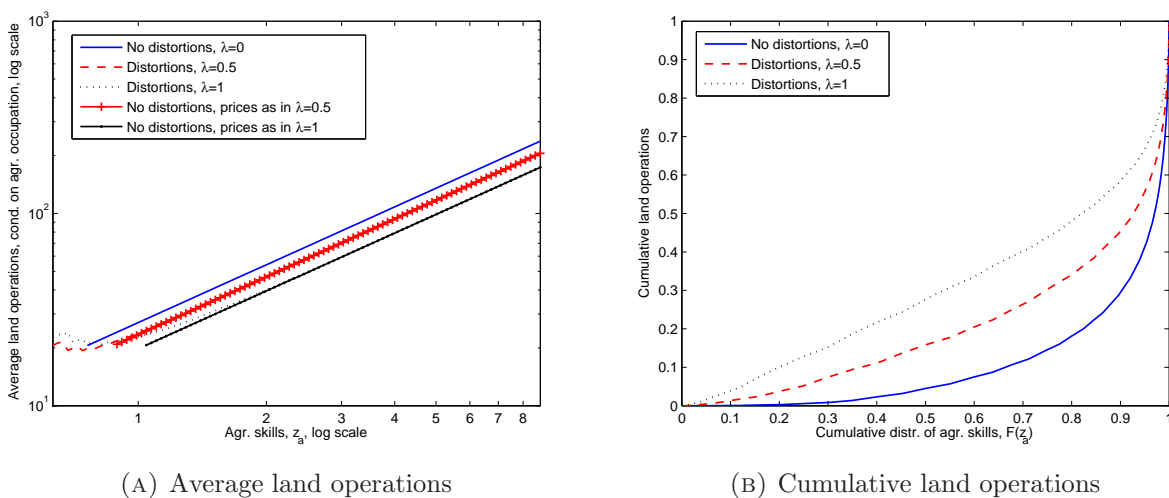 Average land operations, cond. on agr. occupation, log scale
10^3
10^2
10^1
No distortions, λ=0
Distortions, λ=0.5
Distortions, λ=1
No distortions, prices as in λ=0.5
No distortions, prices as in λ=1
1 2 3 4 5 6 7 8
Agr. skills, z_a, log scale
(A) Average land operations
Cumulative land operations
1
0.9
0.8
0.7
0.6
0.5
0.4
0.3
0.2
0.1
0
No distortions, λ=0
Distortions, λ=0.5
Distortions, λ=1
0 0.1 0.2 0.3 0.4 0.5 0.6 0.7 0.8 0.9 1
Cumulative distr. of agr. skills, F(z_a)
(B) Cumulative land operations